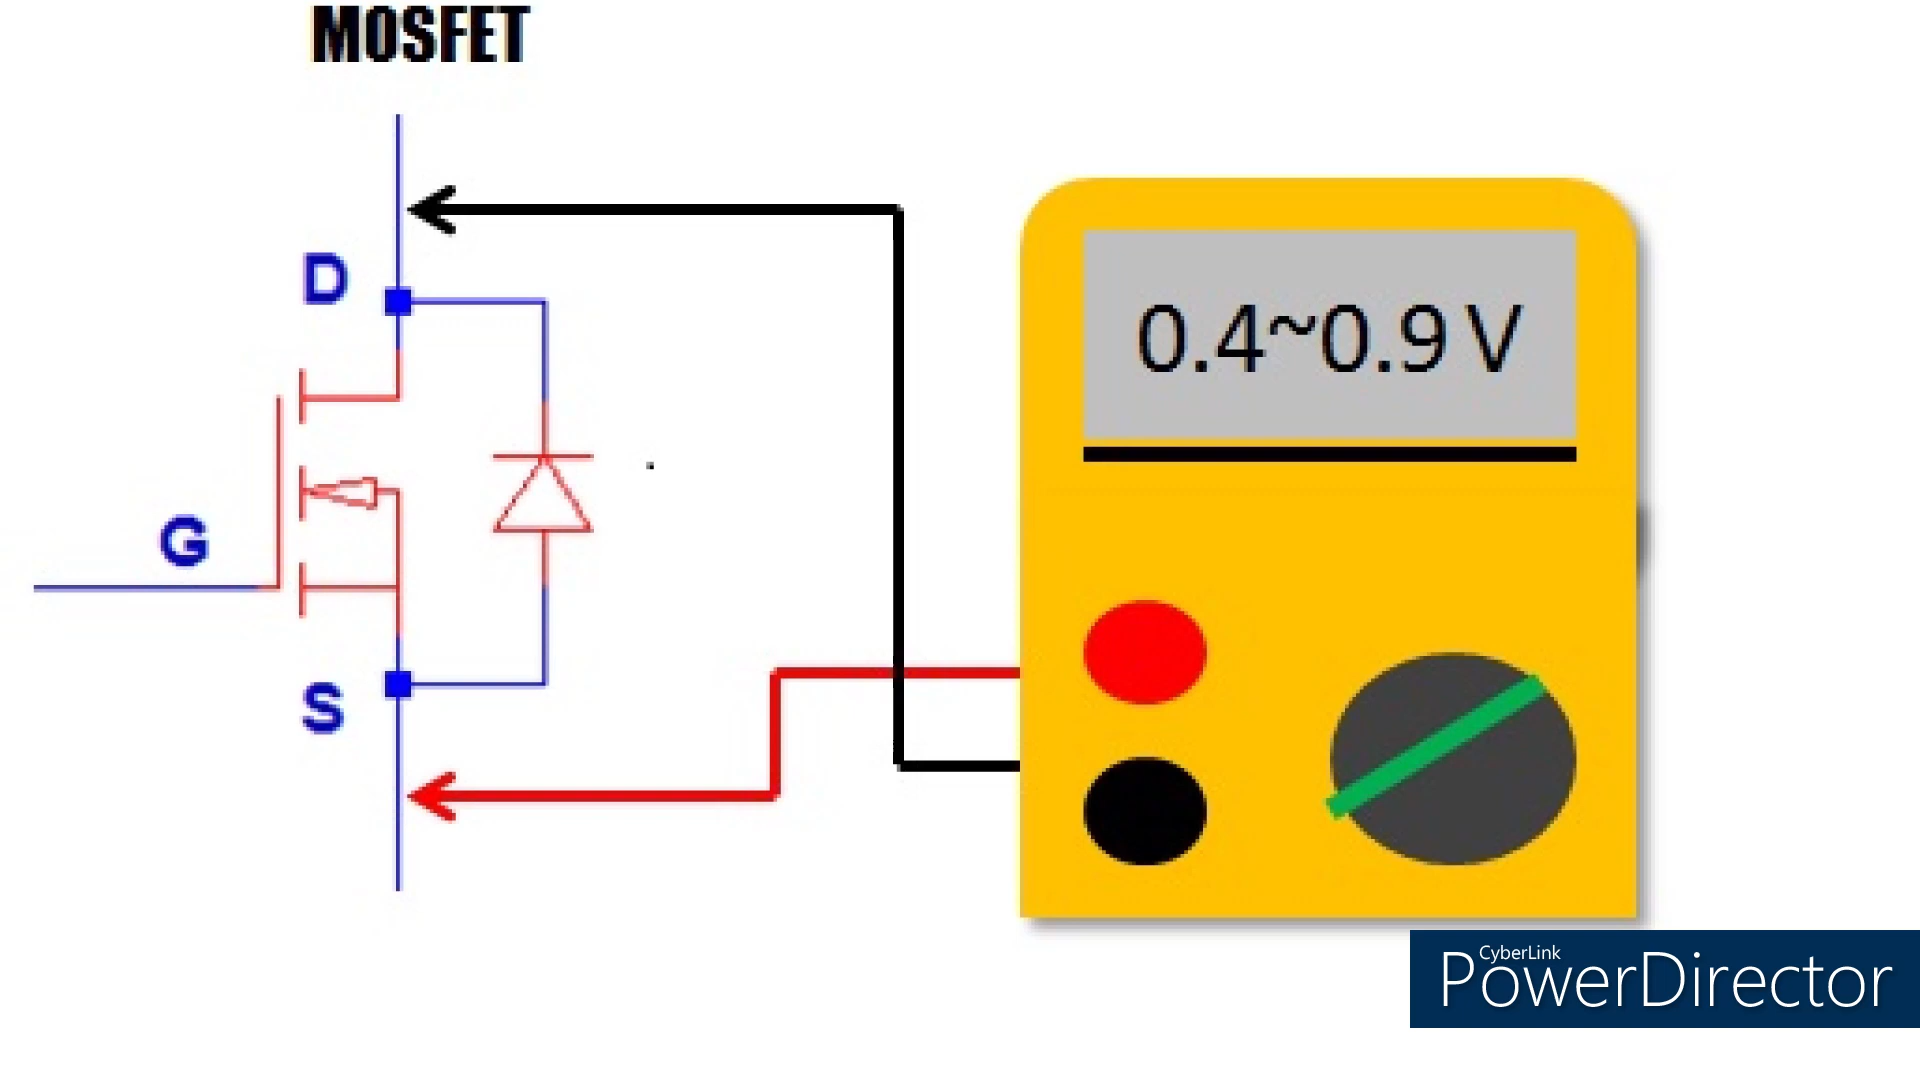 MOSFET
D
0.4~0.9 V
G
S
CyberLink
PowerDirector